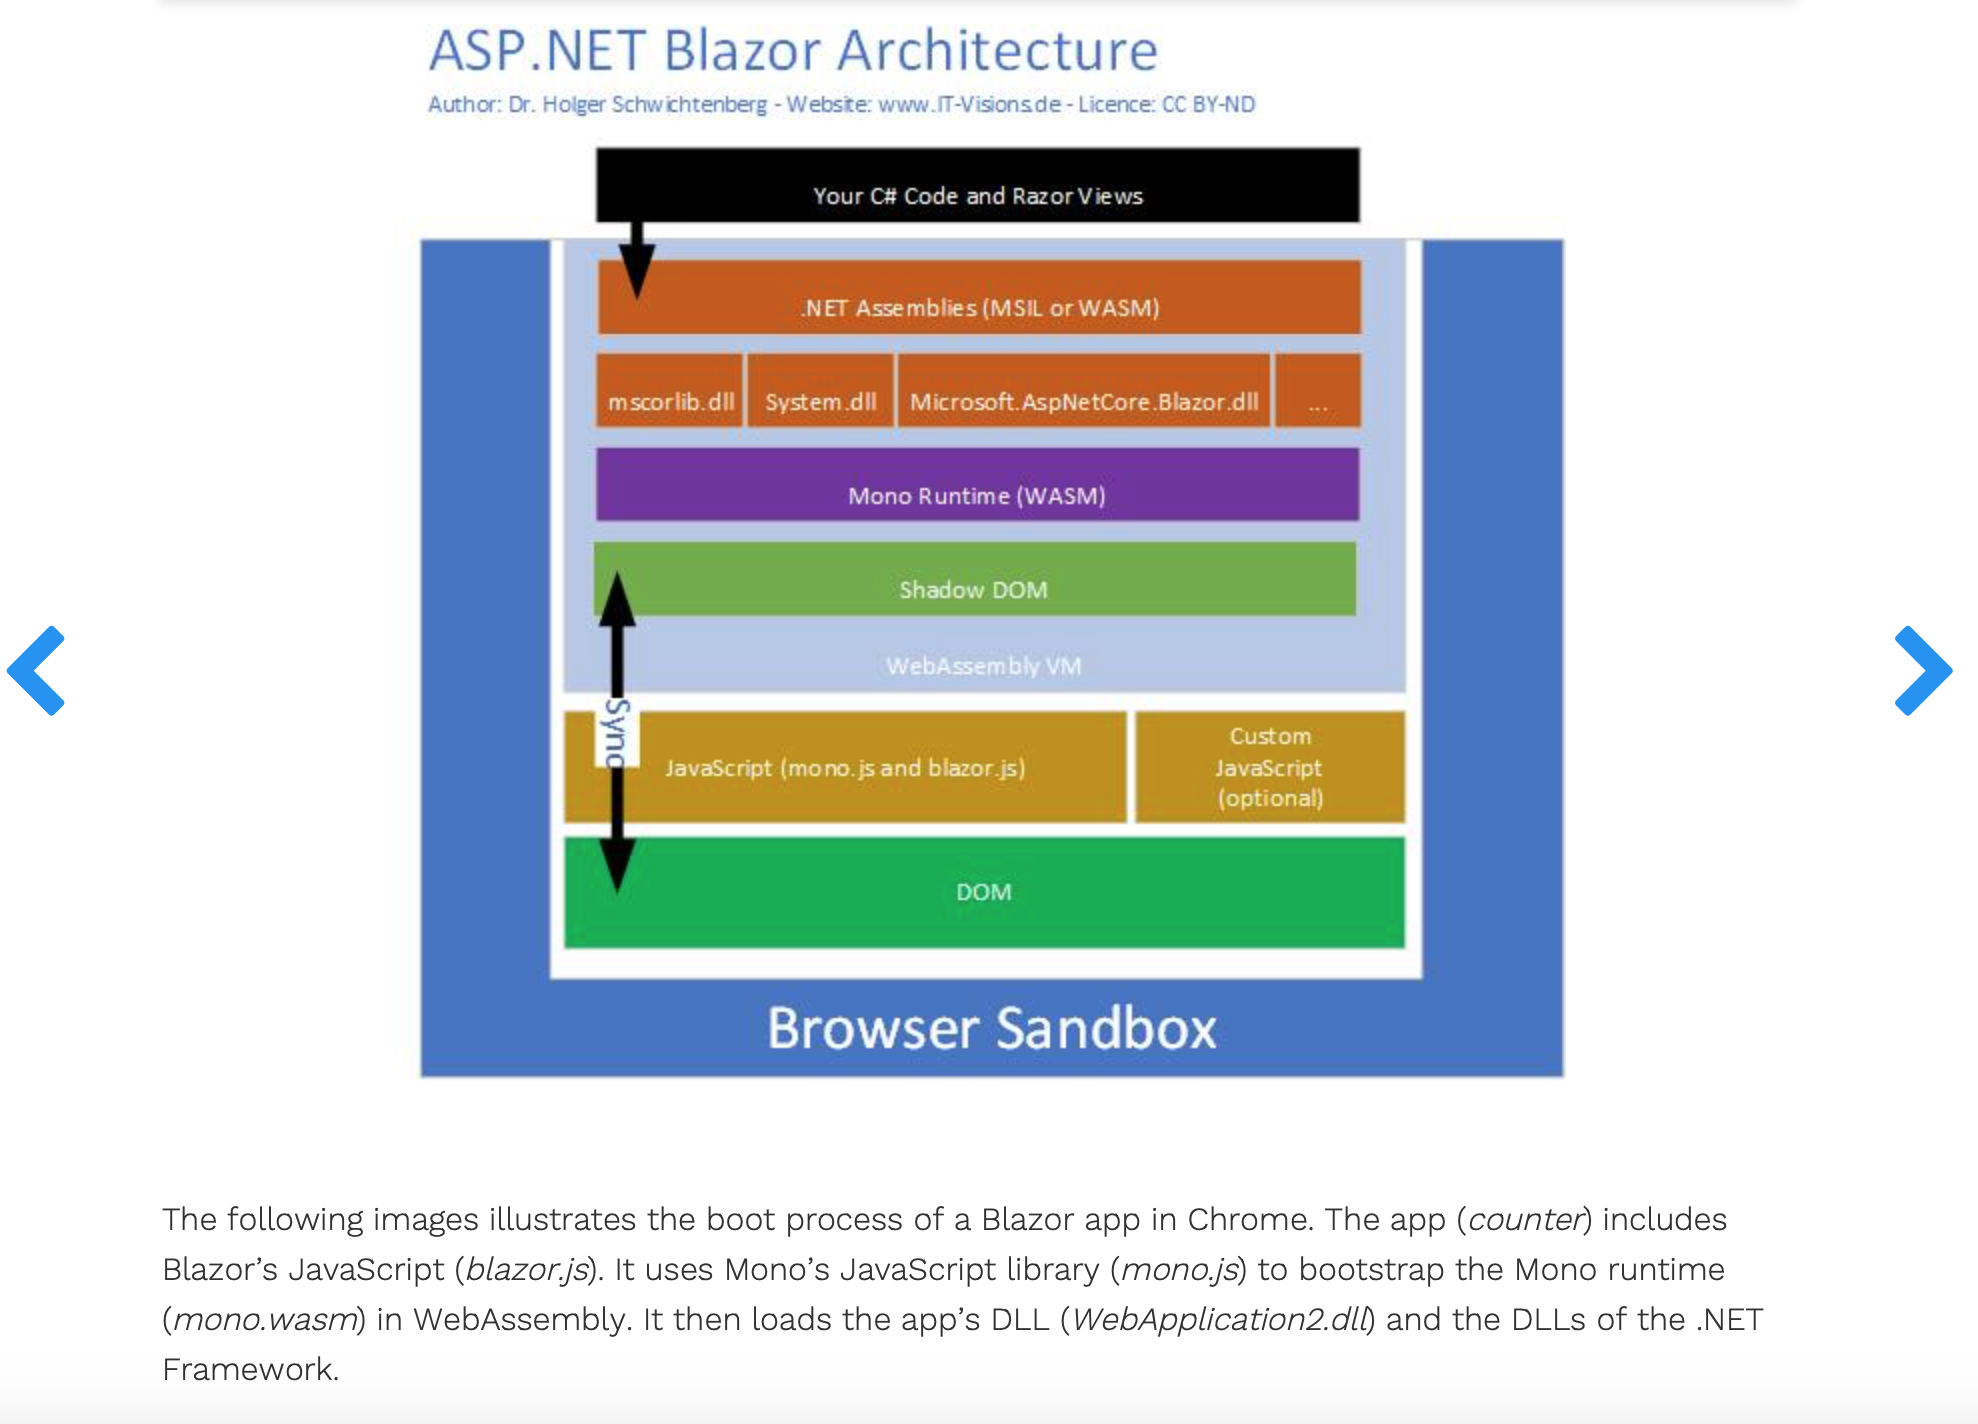 ASP.NET Blazor Architecture
Author: Dr. Holger Schwichtenberg - Website: www.IT-Visions.de - Licence: CC BY-ND
Your C# Code and Razor Views
.NET Assemblies (MSIL or WASM)
mscorlib.dll System.dll Microsoft.AspNetCore.Blazor.dll ...
Mono Runtime (WASM)
Shadow DOM
WebAssembly VM
Sync
JavaScript (mono.js and blazor.js)
Custom
JavaScript
(optional)
DOM
Browser Sandbox
The following images illustrates the boot process of a Blazor app in Chrome. The app (counter) includes
Blazor’s JavaScript (blazor.js). It uses Mono’s JavaScript library (mono.js) to bootstrap the Mono runtime
(mono.wasm) in WebAssembly. It then loads the app’s DLL (WebApplication2.dll) and the DLLs of the .NET
Framework.